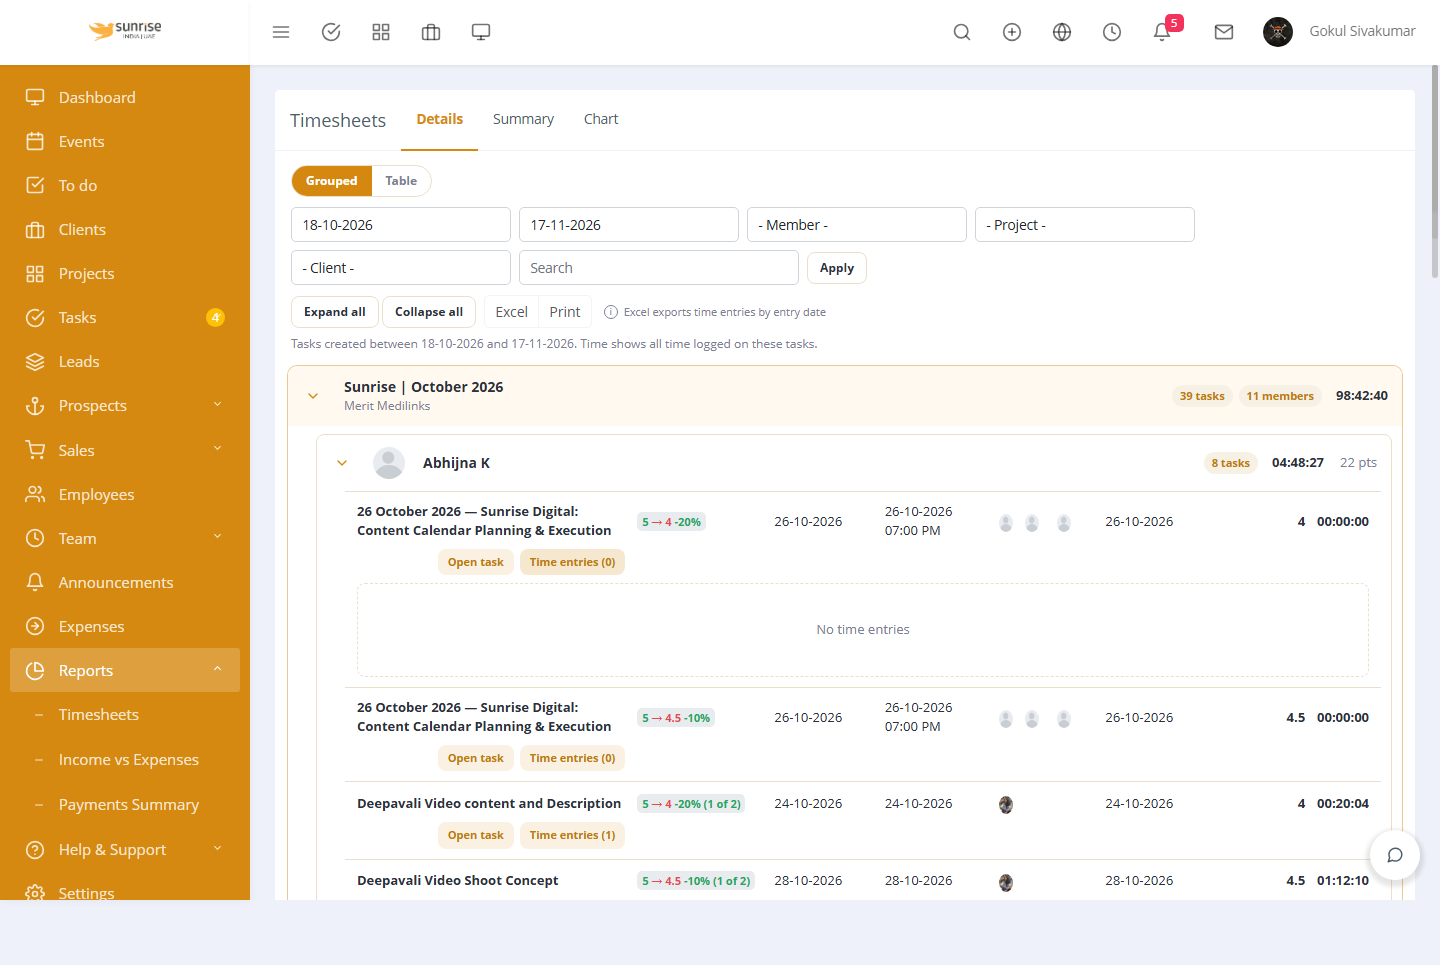 sunrise
INDIA | UAE
5
Gokul Sivakumar
Dashboard
Events
To do
Clients
Projects
Tasks
4
Leads
Prospects
Sales
Employees
Team
Announcements
Expenses
Reports
Timesheets
Income vs Expenses
Payments Summary
Help & Support
Settings
Timesheets Details Summary Chart
Grouped Table
18-10-2026 17-11-2026 - Member - - Project -
- Client - Search Apply
Expand all Collapse all Excel Print Excel exports time entries by entry date
Tasks created between 18-10-2026 and 17-11-2026. Time shows all time logged on these tasks.
Sunrise | October 2026
Merit Medilinks
39 tasks 11 members 98:42:40
Abhijna K 8 tasks 04:48:27 22 pts
26 October 2026 — Sunrise Digital:
Content Calendar Planning & Execution
5 → 4 -20% 26-10-2026 26-10-2026
07:00 PM
26-10-2026 4 00:00:00
Open task Time entries (0)
No time entries
26 October 2026 — Sunrise Digital:
Content Calendar Planning & Execution
5 → 4.5 -10% 26-10-2026 26-10-2026
07:00 PM
26-10-2026 4.5 00:00:00
Open task Time entries (0)
Deepavali Video content and Description 5 → 4 -20% (1 of 2) 24-10-2026 24-10-2026 24-10-2026 4 00:20:04
Open task Time entries (1)
Deepavali Video Shoot Concept 5 → 4.5 -10% (1 of 2) 28-10-2026 28-10-2026 28-10-2026 4.5 01:12:10